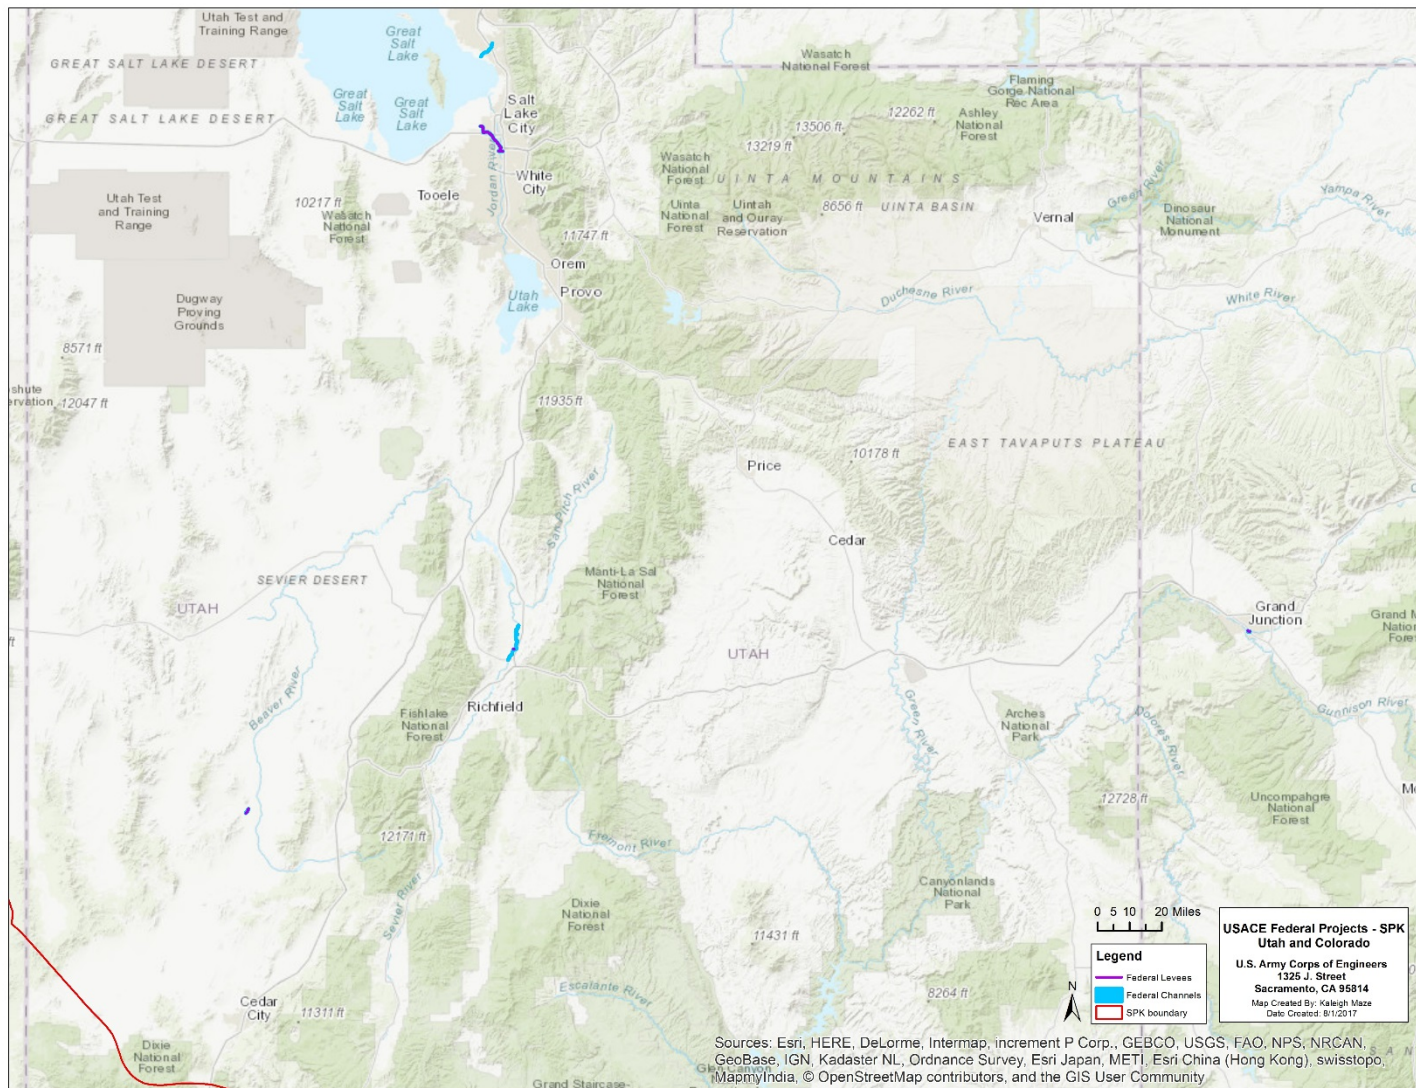 Utah Test and
Training Range
Great
Salt
Lake
GREAT SALT LAKE DESERT
Great
Salt
Lake
Great
Salt
Lake
GREAT SALT LAKE DESERT
Salt
Lake
City
Wasatch
National Forest
Flaming
Gorge National
Rec Area
12262 ft
Ashley
National
Forest
13506 ft
13219 ft
Wasatch
National
Forest
UINTA MOUNTAINS
Jordan River
White
City
Tooele
Utah Test
and Training
Range
10217 ft
Wasatch
National
Forest
Uinta
National
Forest
Uintah
and Ouray
Reservation
8656 ft
UINTA BASIN
Vernal
Green River
Dinosaur
National
Monument
Yampa River
11747 ft
Orem
Provo
Utah
Lake
Dugway
Proving
Grounds
Duchesne River
White River
8571 ft
shute
ervation
12047 ft
11935 ft
EAST TAVAPUTS PLATEAU
10178 ft
Price
San Pitch River
Cedar
Manti-La Sal
National
Forest
SEVIER DESERT
UTAH
Grand
Junction
Grand M
Nation
Fore
ft
UTAH
Beaver River
Richfield
Fishlake
National
Forest
Green River
Arches
National
Park
Dolores River
Gunnison River
Mo
12728 ft
Uncompahgre
National
Forest
12171 ft
Fremont River
Sevier River
Canyonlands
National
Park
Dixie
National
Forest
11431 ft
Escalante River
8264 ft
Cedar
City
11311 ft
Dixie
National
Forest
Grand Staircase-
Glen Canyon
S A N
0 5 10 20 Miles
N
Legend
Federal Levees
Federal Channels
SPK boundary
USACE Federal Projects - SPK
Utah and Colorado
U.S. Army Corps of Engineers
1325 J. Street
Sacramento, CA 95814
Map Created By: Kaleigh Maze
Date Created: 8/1/2017
Sources: Esri, HERE, DeLorme, Intermap, increment P Corp., GEBCO, USGS, FAO, NPS, NRCAN,
GeoBase, IGN, Kadaster NL, Ordnance Survey, Esri Japan, METI, Esri China (Hong Kong), swisstopo,
MapmyIndia, © OpenStreetMap contributors, and the GIS User Community